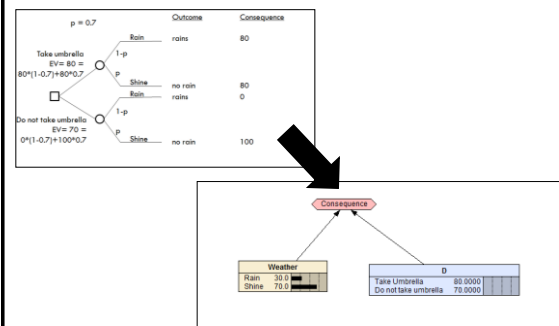 p = 0.7
Outcome Consequence
Rain rains 80
1-p
Take umbrella
EV= 80 =
80*(1-0.7)+80*0.7
p
Shine no rain 80
Rain rains 0
1-p
Do not take umbrella
EV= 70 =
0*(1-0.7)+100*0.7
p
Shine no rain 100
Consequence
Weather
Rain 30.0
Shine 70.0
D
Take Umbrella 80.0000
Do not take umbrella 70.0000